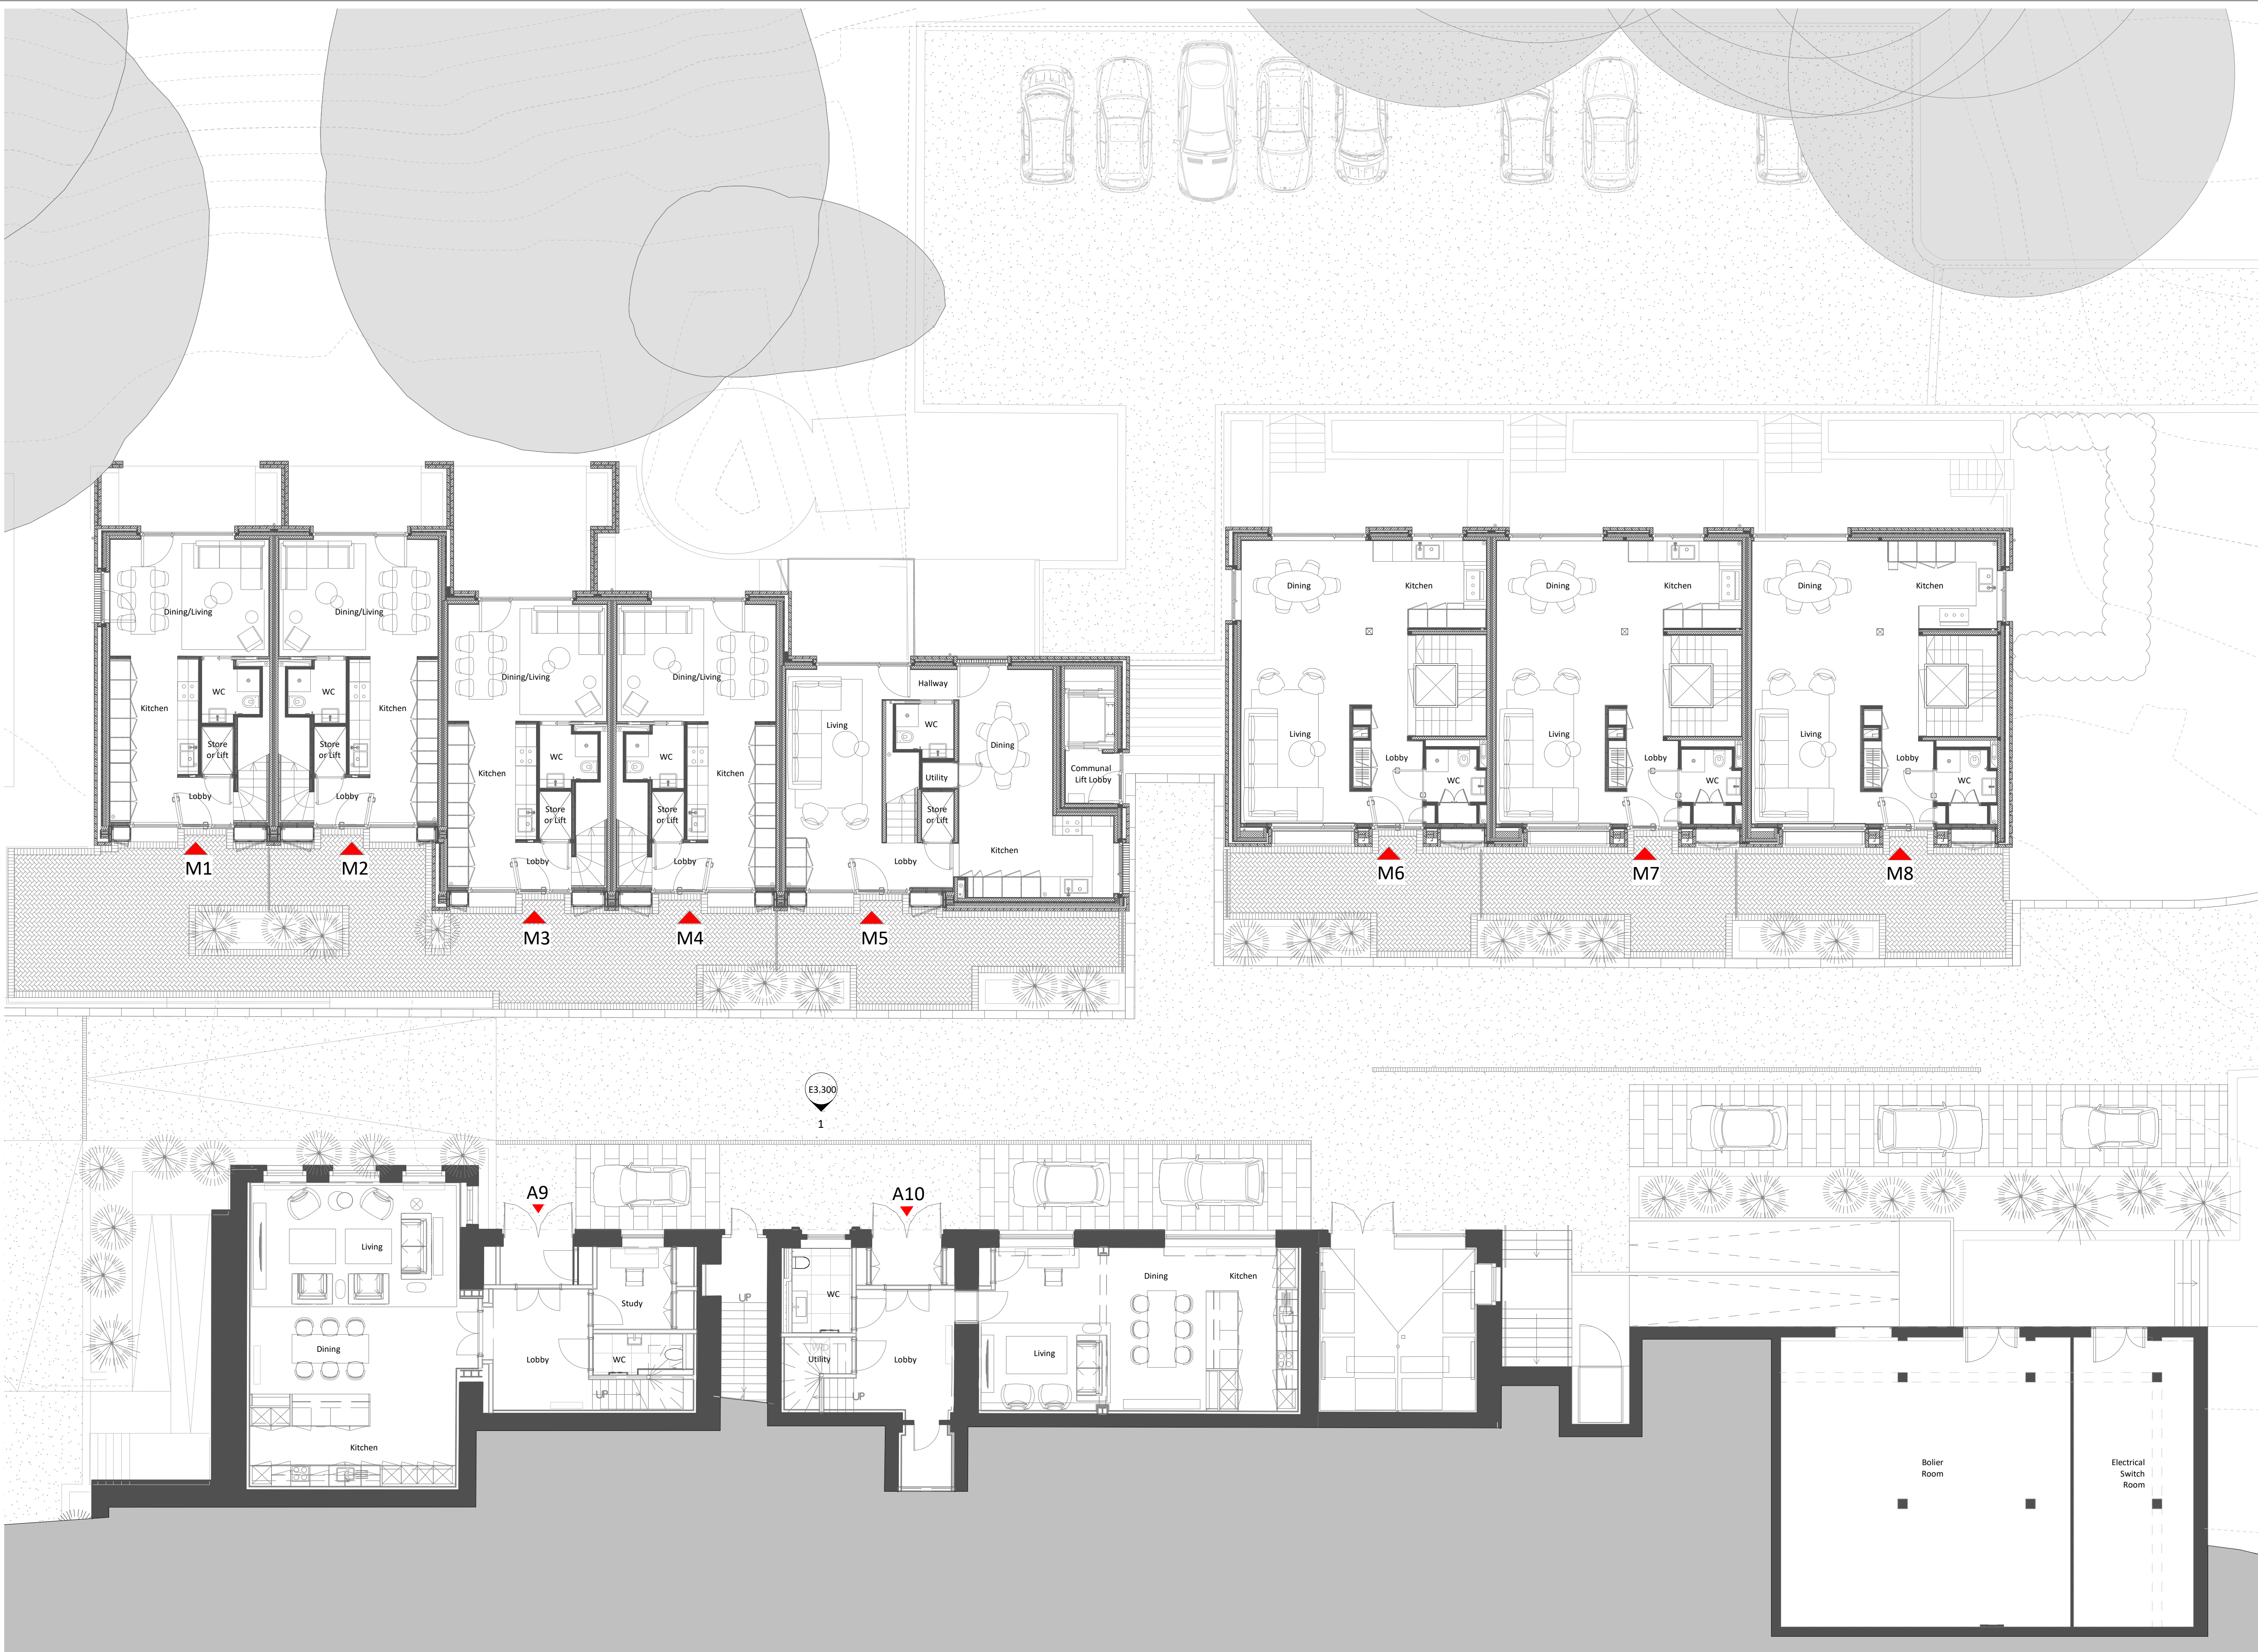 Dining/Living
Dining/Living
Kitchen
WC
WC
Kitchen
Store
or Lift
Store
or Lift
Lobby
Lobby
M1
M2
Dining/Living
Dining/Living
Kitchen
WC
WC
Kitchen
Store
or Lift
Store
or Lift
Lobby
Lobby
M3
M4
Hallway
Living
WC
Dining
Utility
Communal
Lift Lobby
Store
or Lift
Kitchen
Lobby
M5
Dining
Kitchen
Living
Lobby
WC
M6
Dining
Kitchen
Living
Lobby
WC
M7
Dining
Kitchen
Living
Lobby
WC
M8
E3.300
1
A9
A10
Living
Dining
Kitchen
Study
Lobby
WC
UP
UP
WC
Utility
Lobby
UP
Living
Dining
Kitchen
Bolier
Room
Electrical
Switch
Room